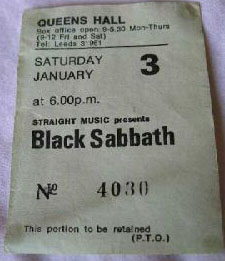 QUEENS HALL
Box office open 9-5.30 Mon-Thurs
(9-12 Fri and Sat)
Tel: Leeds 31961
SATURDAY
JANUARY 3
at 6.00p.m.
STRAIGHT MUSIC presents
Black Sabbath
No 4030
This portion to be retained
(P.T.O.)